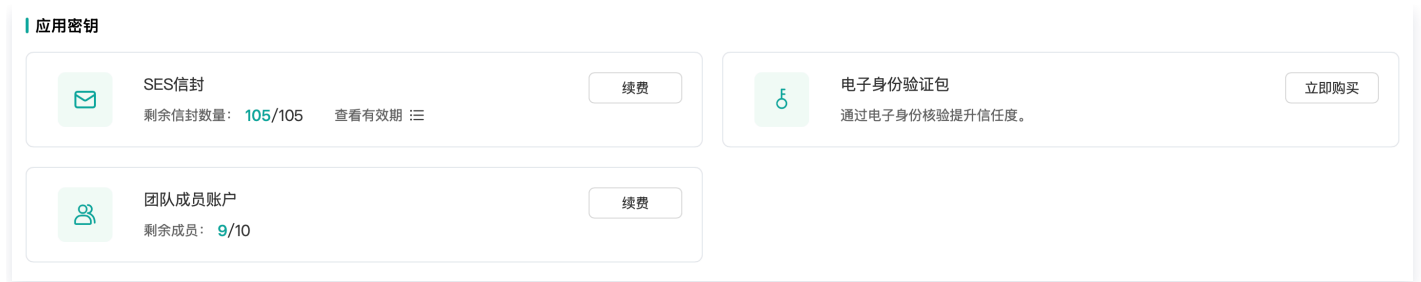 应用密钥
SES信封
续费
剩余信封数量： 105/105 查看有效期
电子身份验证包
立即购买
通过电子身份核验提升信任度。
团队成员账户
续费
剩余成员： 9/10